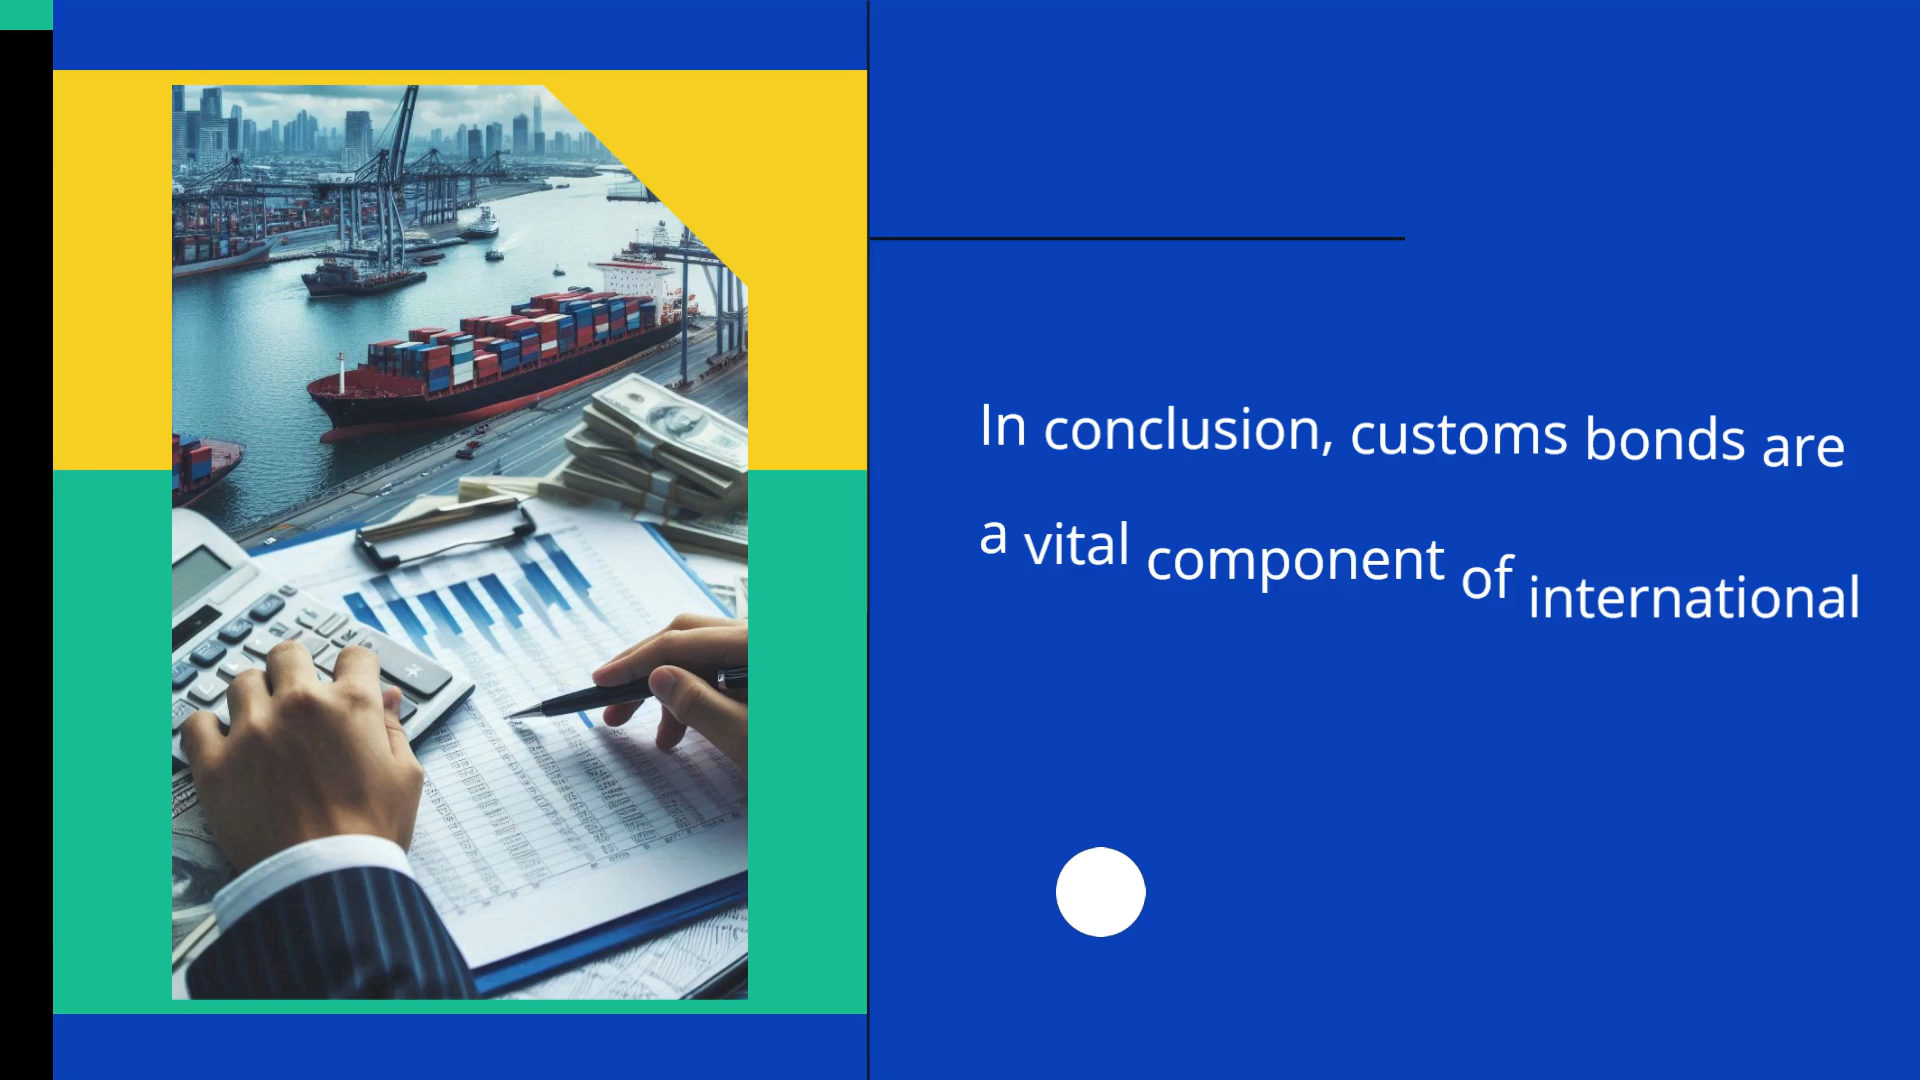 In conclusion, customs bonds are
a vital component of international